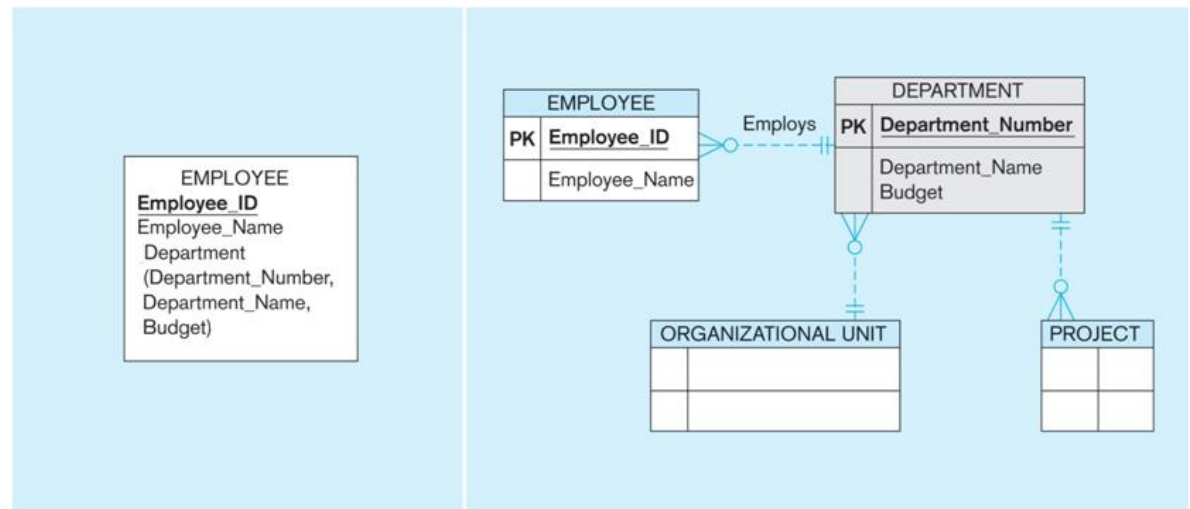 EMPLOYEE
Employee_ID
Employee_Name
Department
(Department_Number,
Department_Name,
Budget)
EMPLOYEE
PK Employee_ID
Employee_Name
Employs
DEPARTMENT
PK Department_Number
Department_Name
Budget
ORGANIZATIONAL UNIT
PROJECT